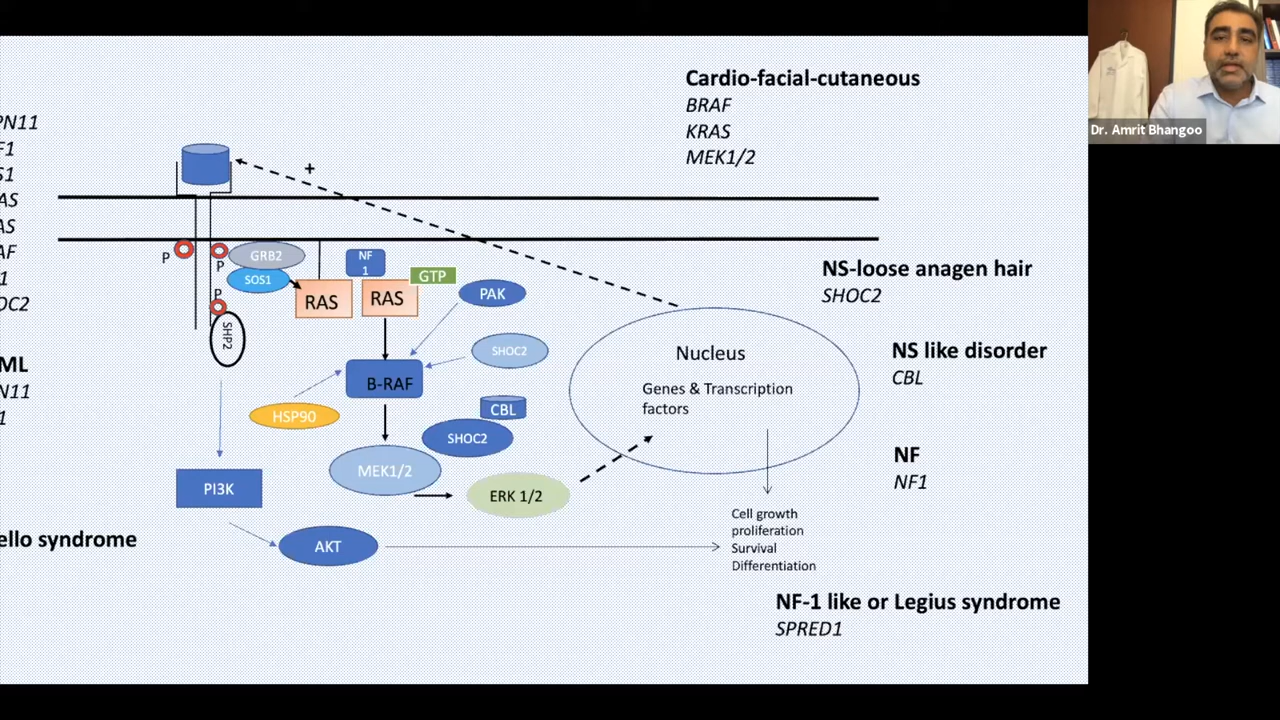 PN11
F1
S1
AS
AS
AF
1
OC2
ML
N11
1
ello syndrome
Cardio-facial-cutaneous
BRAF
KRAS
MEK1/2
+
P
P
P
GRB2
SOS1
SHP2
NF
1
RAS
RAS
GTP
PAK
SHOC2
B-RAF
HSP90
CBL
SHOC2
MEK1/2
ERK 1/2
PI3K
AKT
Nucleus
Genes & Transcription
factors
Cell growth
proliferation
Survival
Differentiation
NS-loose anagen hair
SHOC2
NS like disorder
CBL
NF
NF1
NF-1 like or Legius syndrome
SPRED1
Dr. Amrit Bhangoo